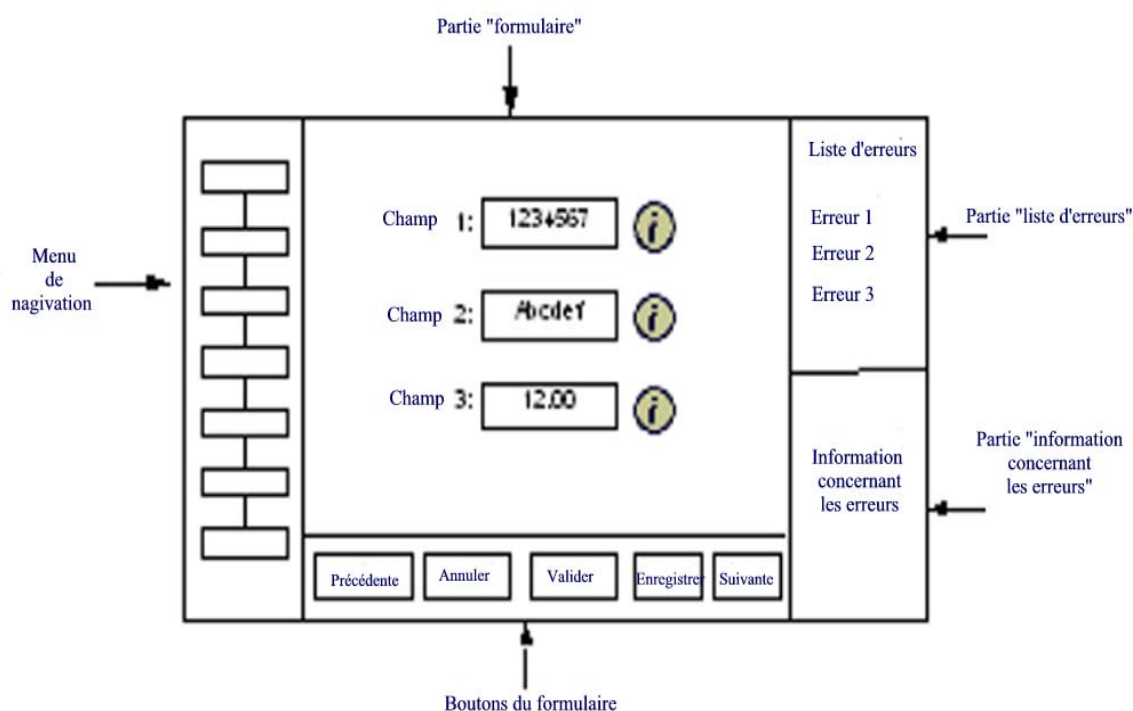 Partie "formulaire"
Liste d'erreurs
Champ 1: 1234567 i
Erreur 1
Partie "liste d'erreurs"
Erreur 2
Menu
de
nagivation
Erreur 3
Champ 2: Abcdef i
Champ 3: 12.00 i
Information
concernant
les erreurs
Partie "information
concernant
les erreurs"
Précédente Annuler Valider Enregistrer Suivante
Boutons du formulaire